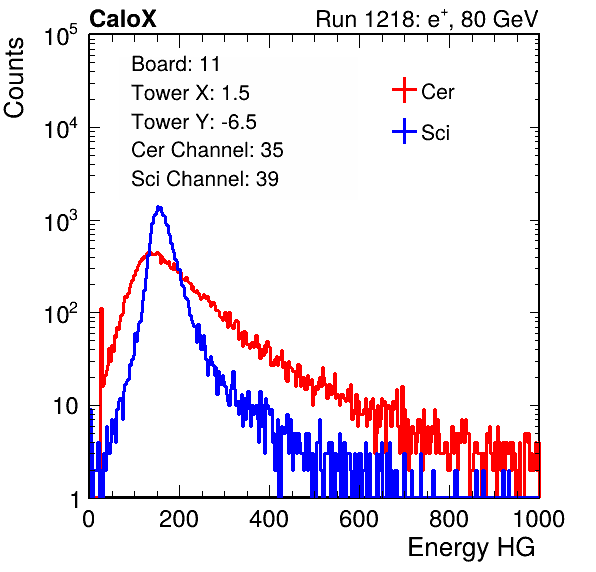 CaloX Run 1218: e⁺, 80 GeV
Counts
10⁵
10⁴
10³
10²
10
1
Board: 11
Tower X: 1.5
Tower Y: -6.5
Cer Channel: 35
Sci Channel: 39
Cer
Sci
0 200 400 600 800 1000
Energy HG